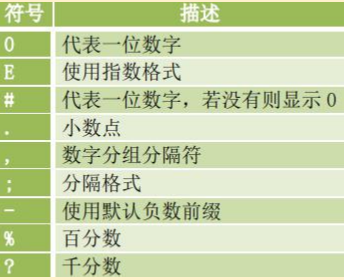 符号 描述
0 代表一位数字
E 使用指数格式
# 代表一位数字，若没有则显示 0
. 小数点
, 数字分组分隔符
; 分隔格式
- 使用默认负数前缀
% 百分数
? 千分数